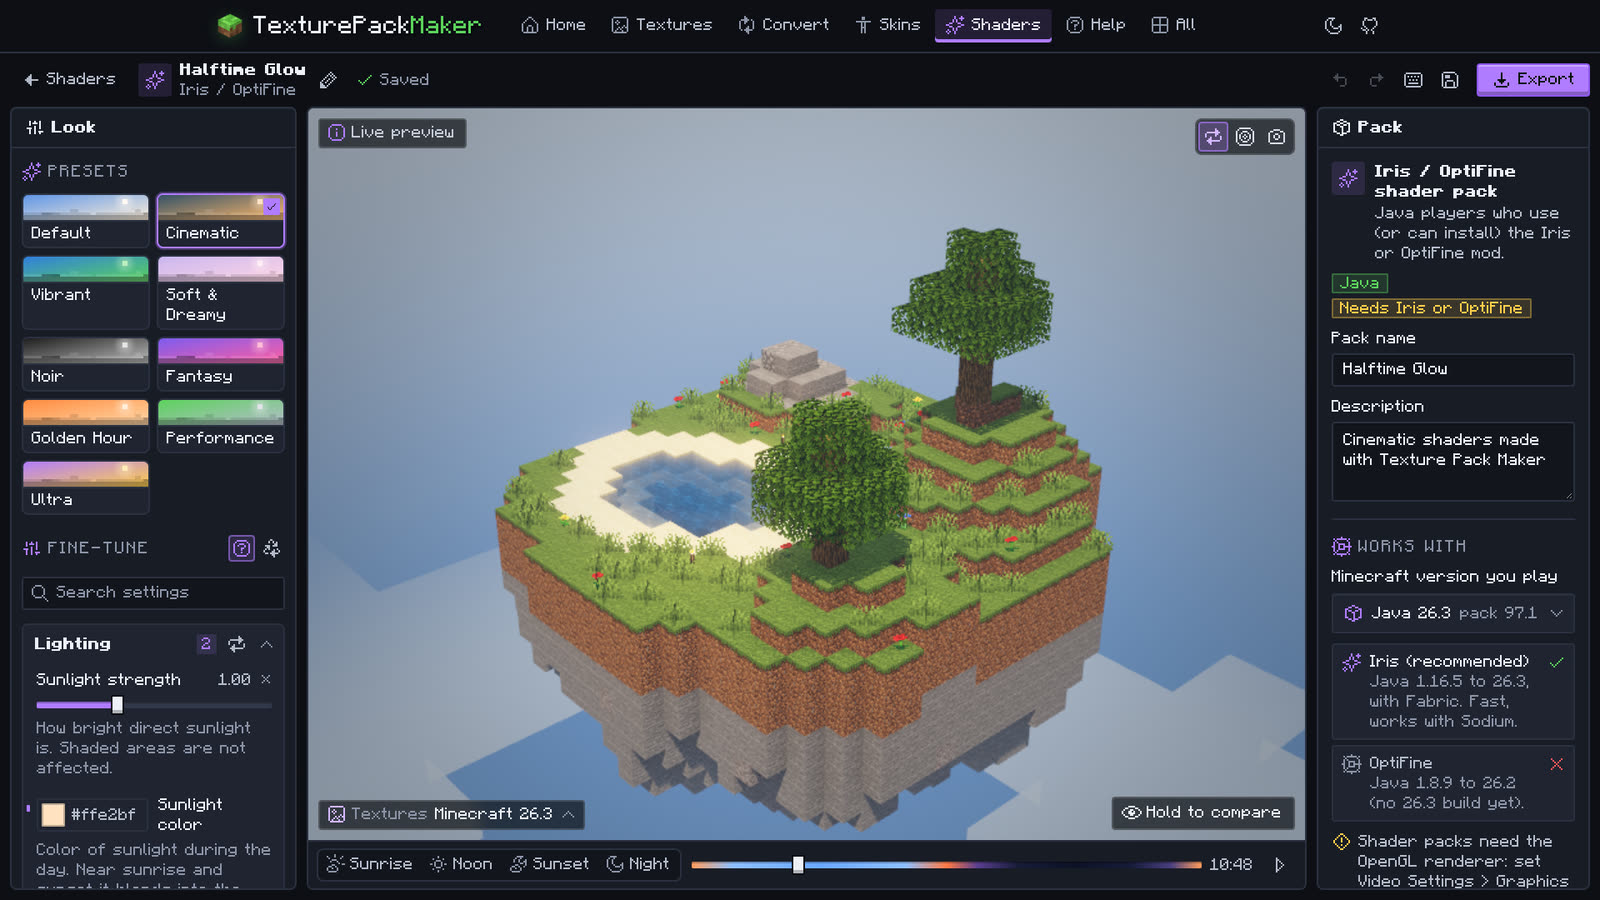 TexturePackMaker
Home
Textures
Convert
Skins
Shaders
Help
All
Shaders
Halftime Glow
Iris / OptiFine
Saved
Export
Look
PRESETS
Default
Cinematic
Vibrant
Soft &
Dreamy
Noir
Fantasy
Golden Hour
Performance
Ultra
FINE-TUNE
Search settings
Lighting 2
Sunlight strength 1.00
How bright direct sunlight
is. Shaded areas are not
affected.
#ffe2bf
Sunlight
color
Color of sunlight during the
day. Near sunrise and
Live preview
Textures Minecraft 26.3
Hold to compare
Sunrise
Noon
Sunset
Night
10:48
Pack
Iris / OptiFine
shader pack
Java players who use
(or can install) the Iris
or OptiFine mod.
Java
Needs Iris or OptiFine
Pack name
Halftime Glow
Description
Cinematic shaders made
with Texture Pack Maker
WORKS WITH
Minecraft version you play
Java 26.3 pack 97.1
Iris (recommended)
Java 1.16.5 to 26.3,
with Fabric. Fast,
works with Sodium.
OptiFine
Java 1.8.9 to 26.2
(no 26.3 build yet).
Shader packs need the
OpenGL renderer: set
Video Settings > Graphics